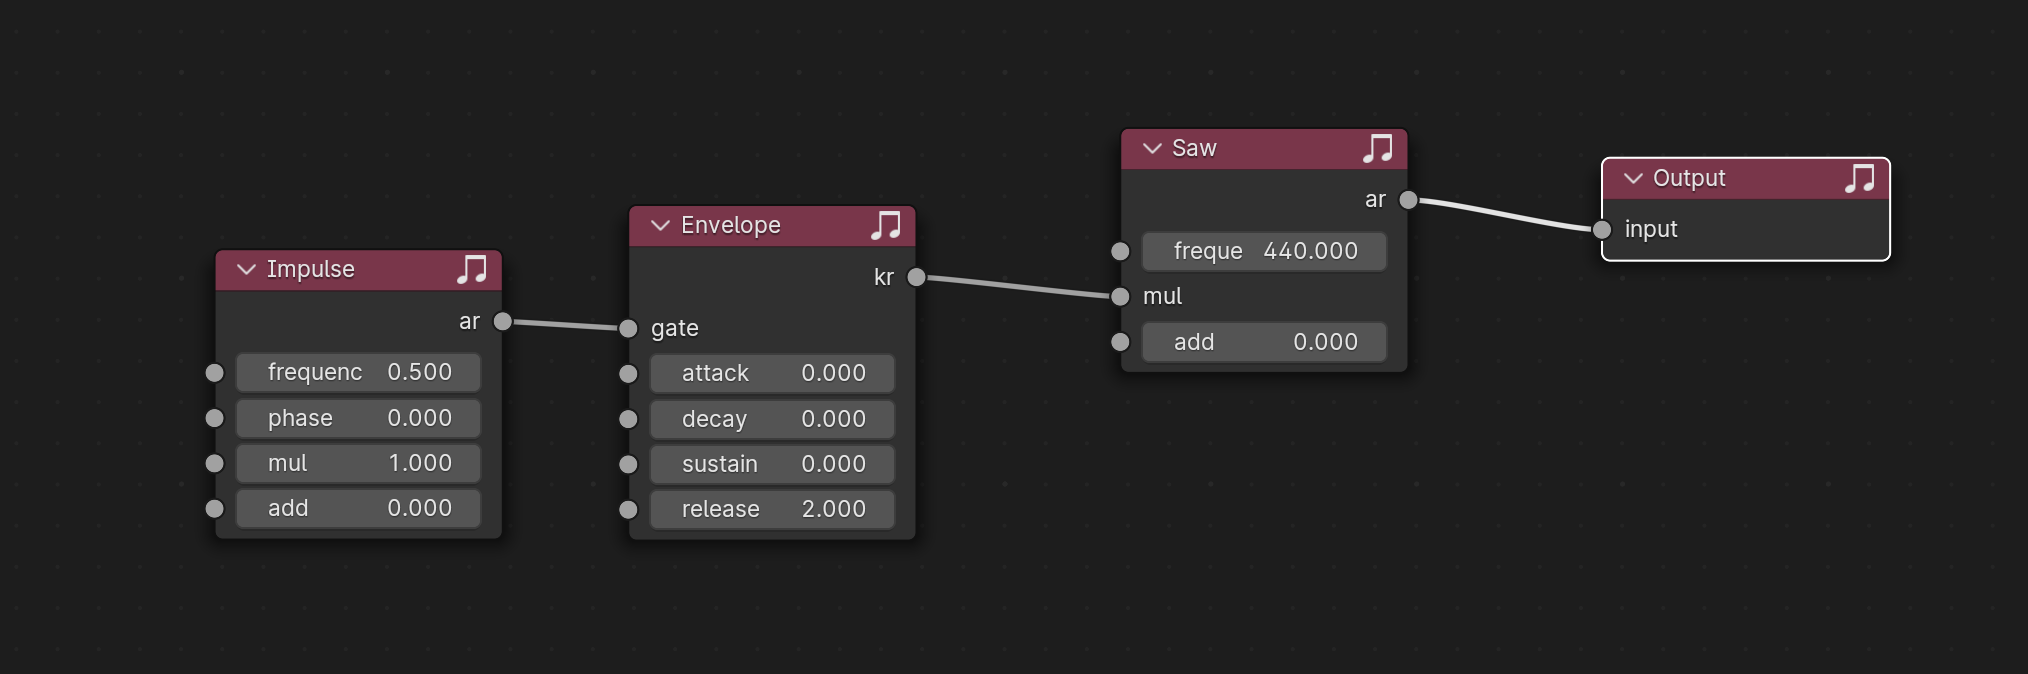 Impulse
ar
frequenc 0.500
phase 0.000
mul 1.000
add 0.000
Envelope
kr
gate
attack 0.000
decay 0.000
sustain 0.000
release 2.000
Saw
ar
freque 440.000
mul
add 0.000
Output
input